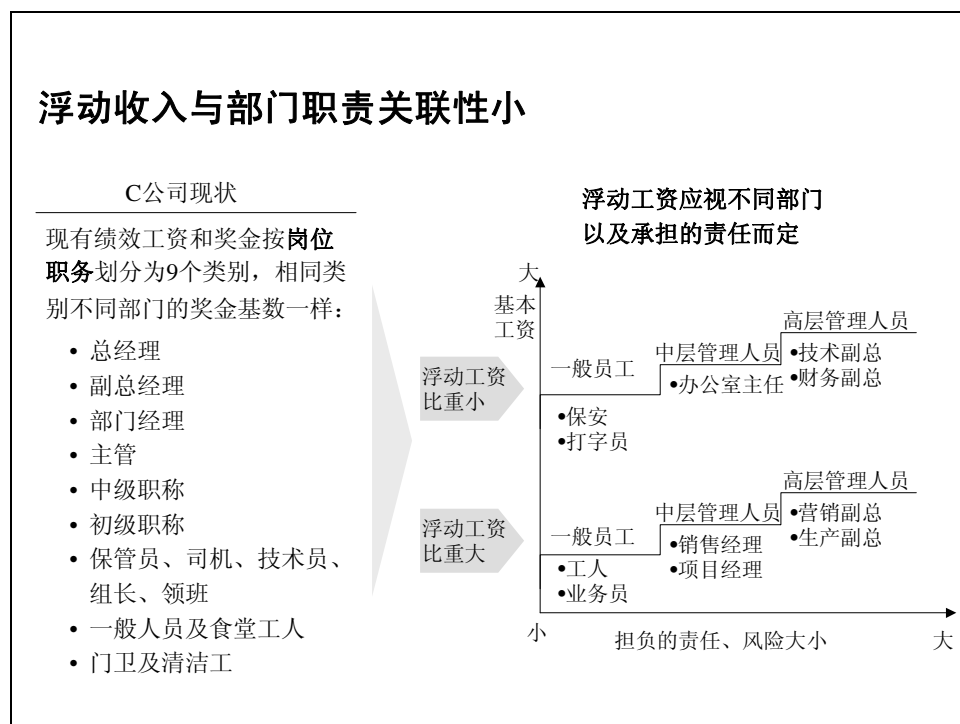 浮动收入与部门职责关联性小
C公司现状
现有绩效工资和奖金按岗位
职务划分为9个类别，相同类
别不同部门的奖金基数一样：
• 总经理
• 副总经理
• 部门经理
• 主管
• 中级职称
• 初级职称
• 保管员、司机、技术员、
组长、领班
• 一般人员及食堂工人
• 门卫及清洁工
浮动工资应视不同部门
以及承担的责任而定
大
基本
工资
浮动工资
比重小
一般员工
•保安
•打字员
中层管理人员
•办公室主任
高层管理人员
•技术副总
•财务副总
浮动工资
比重大
一般员工
•工人
•业务员
中层管理人员
•销售经理
•项目经理
高层管理人员
•营销副总
•生产副总
小
担负的责任、风险大小
大